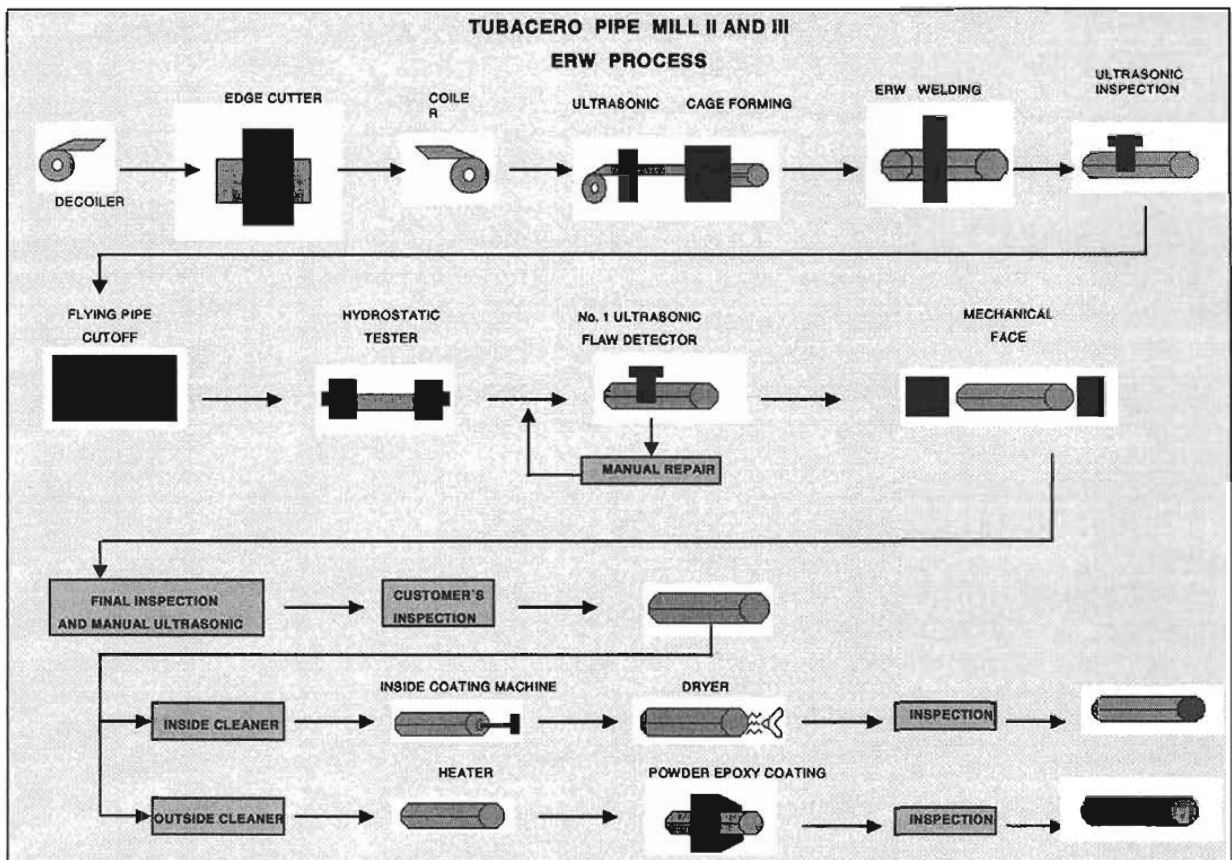 TUBACERO PIPE MILL II AND III
ERW PROCESS
DECOILER
EDGE CUTTER
COILE
R
ULTRASONIC
CAGE FORMING
ERW WELDING
ULTRASONIC
INSPECTION
FLYING PIPE
CUTOFF
HYDROSTATIC
TESTER
No. 1 ULTRASONIC
FLAW DETECTOR
MANUAL REPAIR
MECHANICAL
FACE
FINAL INSPECTION
AND MANUAL ULTRASONIC
CUSTOMER'S
INSPECTION
INSIDE CLEANER
INSIDE COATING MACHINE
DRYER
INSPECTION
OUTSIDE CLEANER
HEATER
POWDER EPOXY COATING
INSPECTION